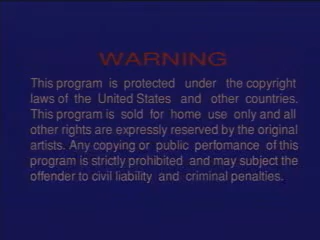 WARNING
This program is protected under the copyright
laws of the United States and other countries.
This program is sold for home use only and all
other rights are expressly reserved by the original
artists. Any copying or public perfomance of this
program is strictly prohibited and may subject the
offender to civil liability and criminal penalties.